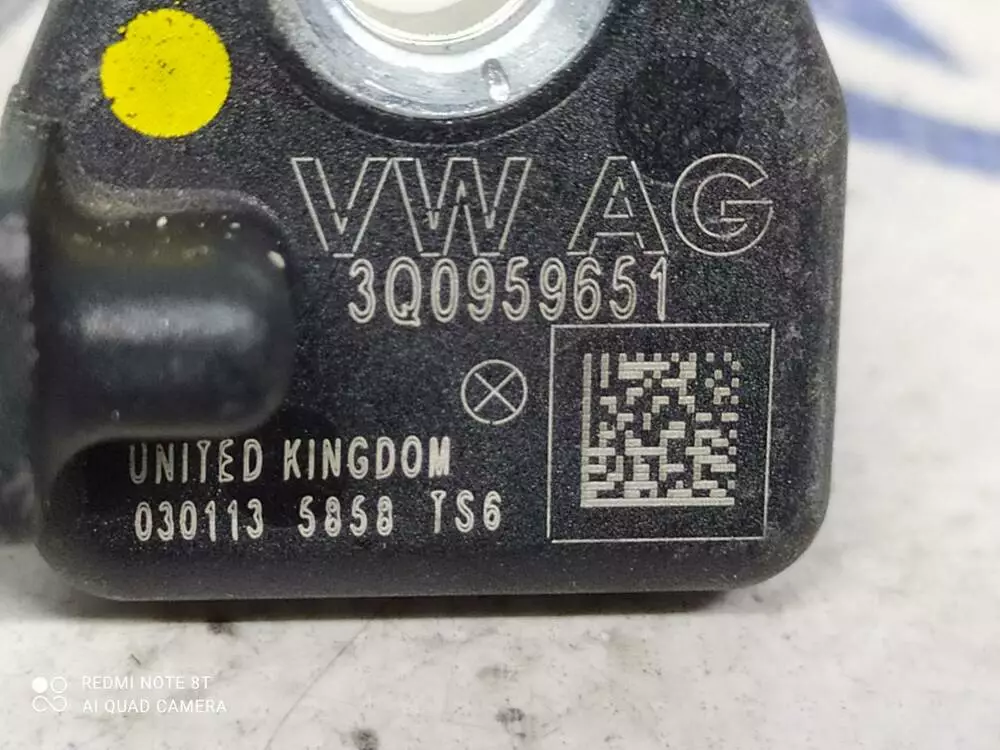 VW AG
3Q0959651
UNITED KINGDOM
030113 5858 TS6
REDMI NOTE 8T
AI QUAD CAMERA